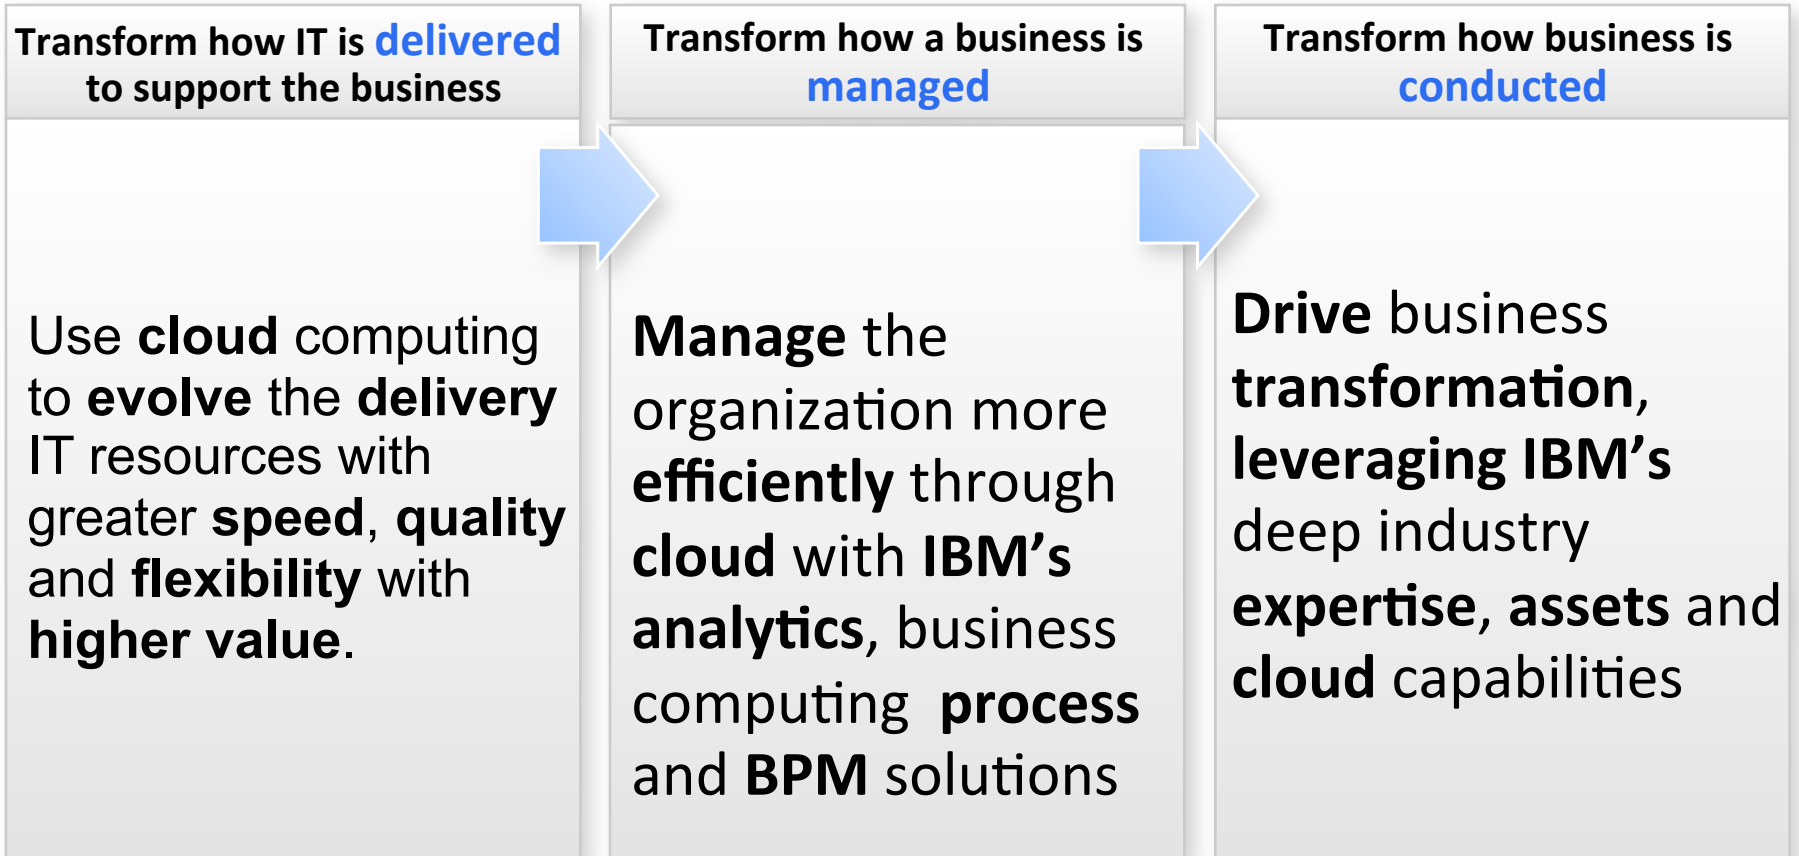 Transform how IT is delivered
to support the business
Use cloud computing
to evolve the delivery
IT resources with
greater speed, quality
and flexibility with
higher value.
Transform how a business is
managed
Manage the
organization more
efficiently through
cloud with IBM’s
analytics, business
computing  process
and BPM solutions
Transform how business is
conducted
Drive business
transformation,
leveraging IBM’s
deep industry
expertise, assets and
cloud capabilities